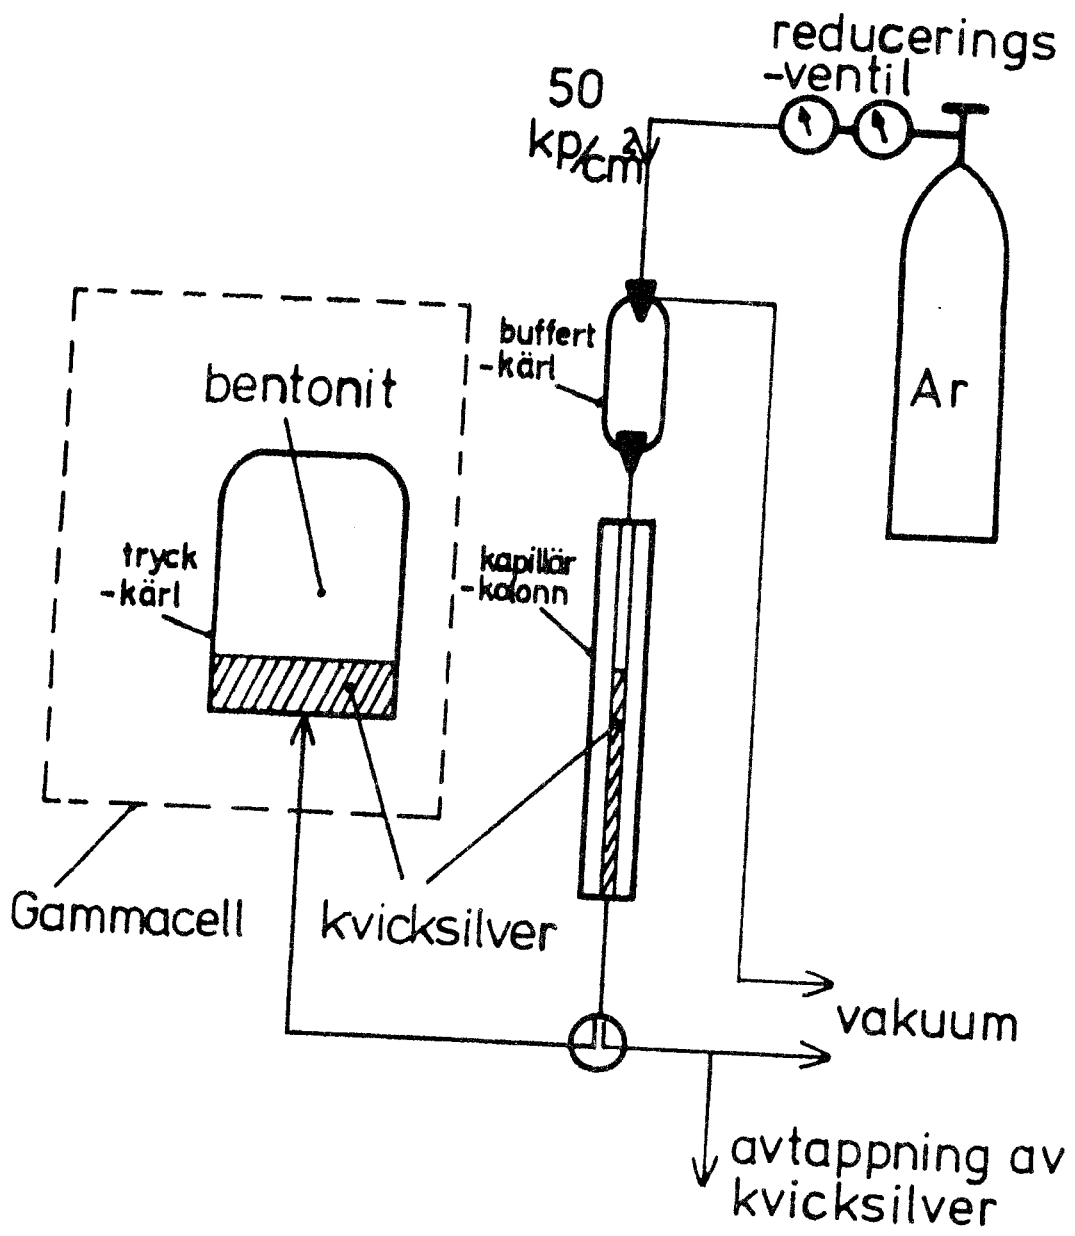 reducerings
-ventil
50
kp/cm²
Ar
buffert
-kärl
bentonit
tryck
-kärl
kapillär
-kolonn
Gammacell
kvicksilver
vakuum
avtappning av
kvicksilver